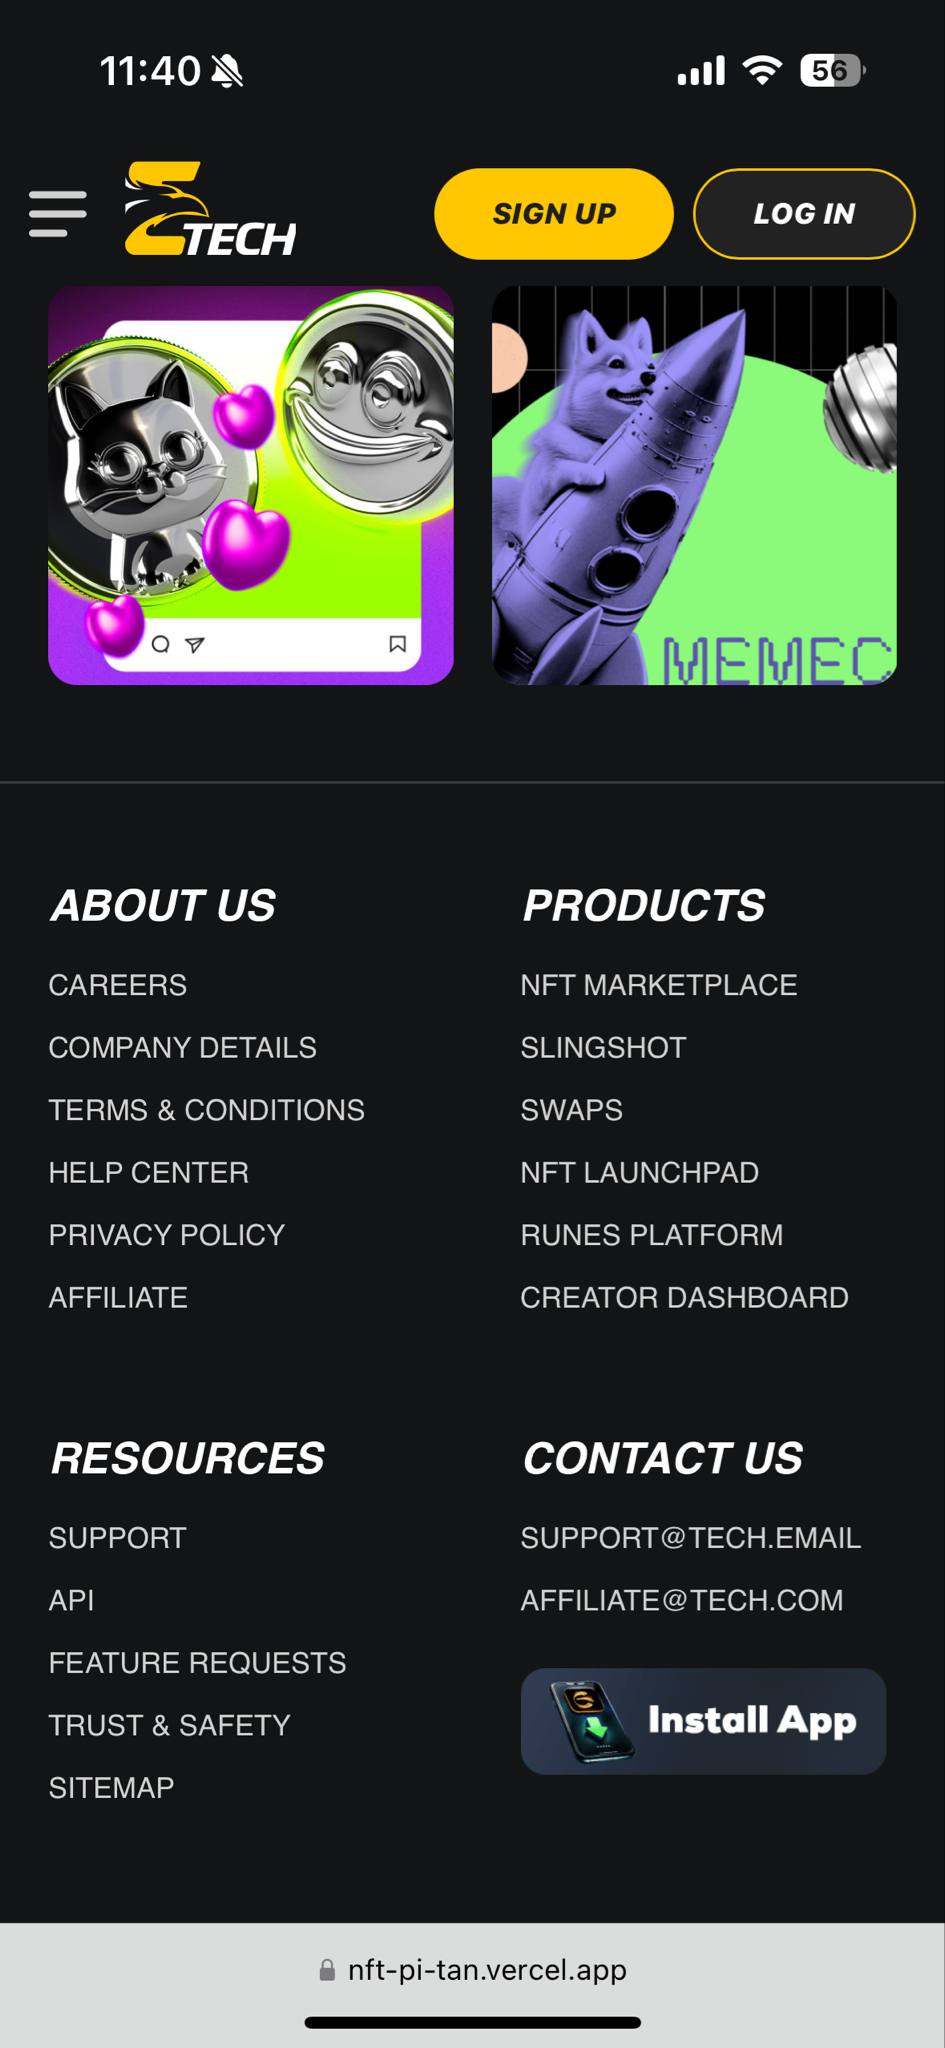 11:40
56
TECH
SIGN UP
LOG IN
MEMEC
ABOUT US
CAREERS
COMPANY DETAILS
TERMS & CONDITIONS
HELP CENTER
PRIVACY POLICY
AFFILIATE
PRODUCTS
NFT MARKETPLACE
SLINGSHOT
SWAPS
NFT LAUNCHPAD
RUNES PLATFORM
CREATOR DASHBOARD
RESOURCES
SUPPORT
API
FEATURE REQUESTS
TRUST & SAFETY
SITEMAP
CONTACT US
SUPPORT@TECH.EMAIL
AFFILIATE@TECH.COM
Install App
nft-pi-tan.vercel.app